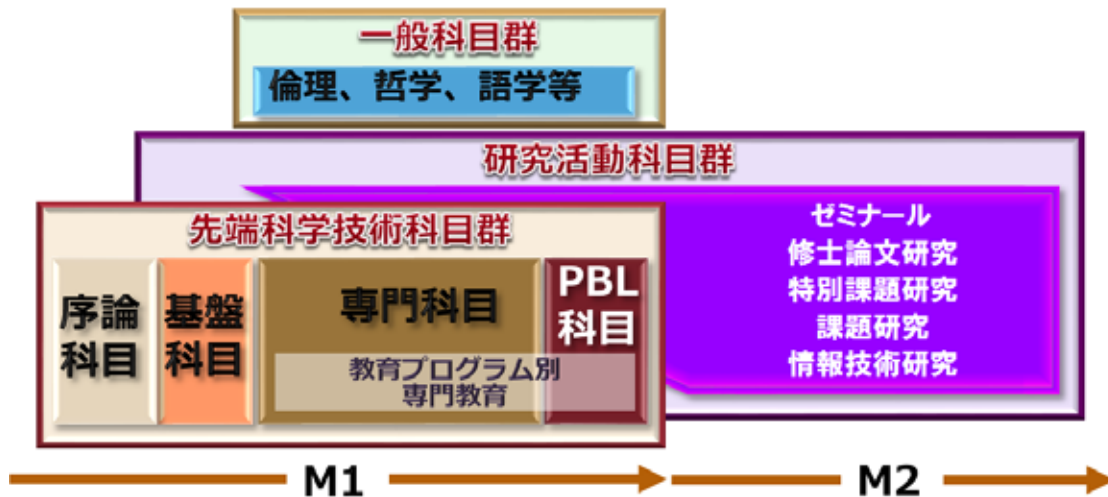 一般科目群
倫理、哲学、語学等
研究活動科目群
ゼミナール
修士論文研究
特別課題研究
課題研究
情報技術研究
先端科学技術科目群
序論
科目
基盤
科目
専門科目
教育プログラム別
専門教育
PBL
科目
M1
M2